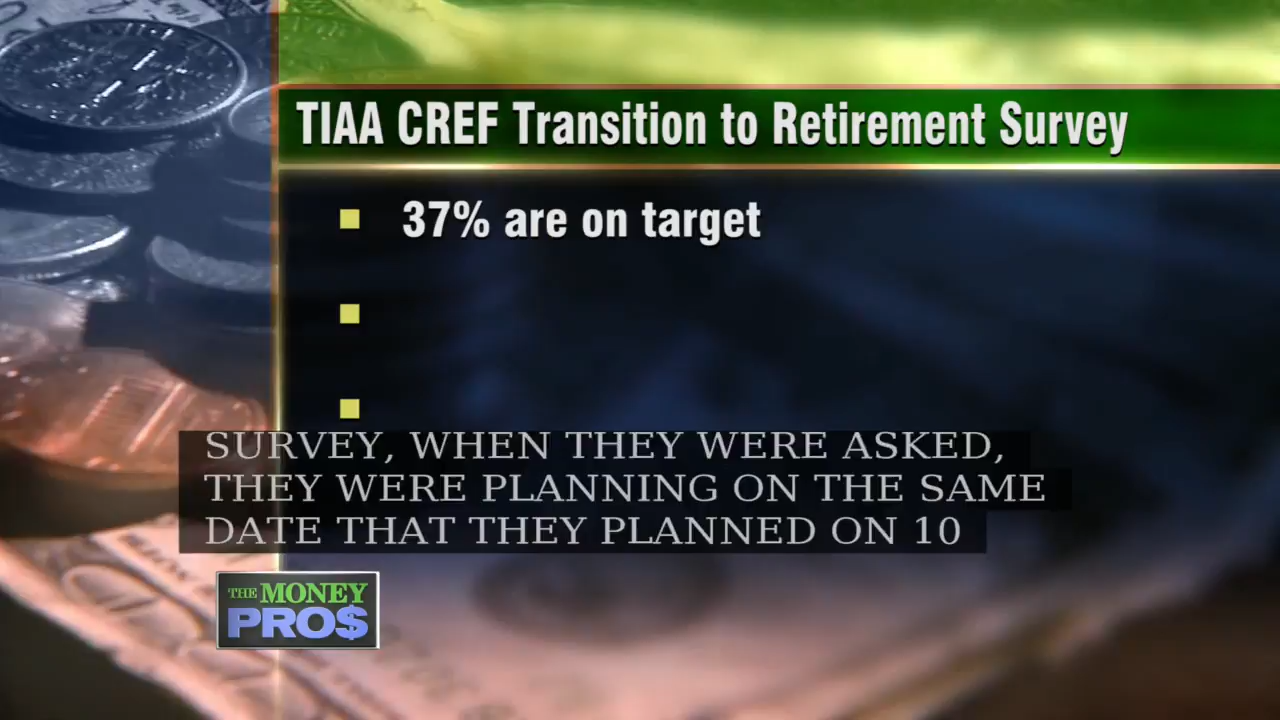 TIAA CREF Transition to Retirement Survey
37% are on target
SURVEY, WHEN THEY WERE ASKED,
THEY WERE PLANNING ON THE SAME
DATE THAT THEY PLANNED ON 10
THE MONEY
PRO$